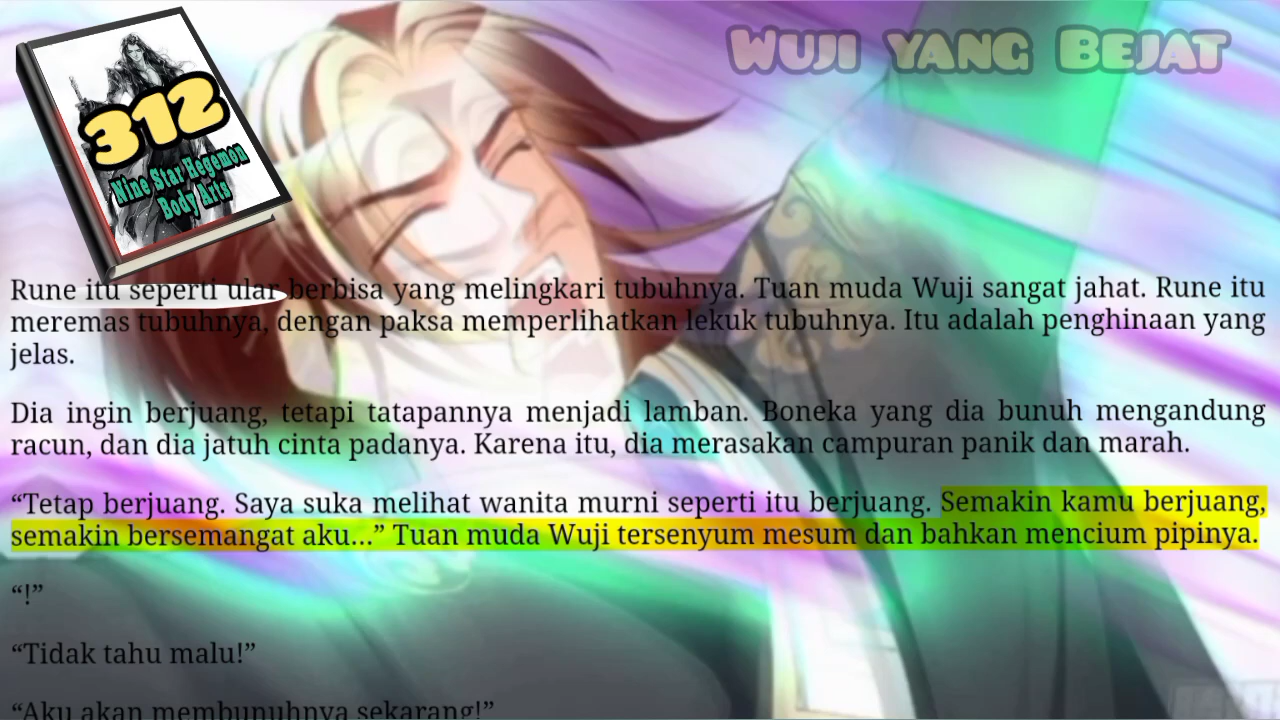 Wuji yang Bejat
312
Nine Star Hegemon
Body Arts
Rune itu seperti ular berbisa yang melingkari tubuhnya. Tuan muda Wuji sangat jahat. Rune itu
meremas tubuhnya, dengan paksa memperlihatkan lekuk tubuhnya. Itu adalah penghinaan yang
jelas.
Dia ingin berjuang, tetapi tatapannya menjadi lamban. Boneka yang dia bunuh mengandung
racun, dan dia jatuh cinta padanya. Karena itu, dia merasakan campuran panik dan marah.
“Tetap berjuang. Saya suka melihat wanita murni seperti itu berjuang. Semakin kamu berjuang,
semakin bersemangat aku...” Tuan muda Wuji tersenyum mesum dan bahkan mencium pipinya.
“!”
“Tidak tahu malu!”
“Aku akan membunuhnya sekarang!”